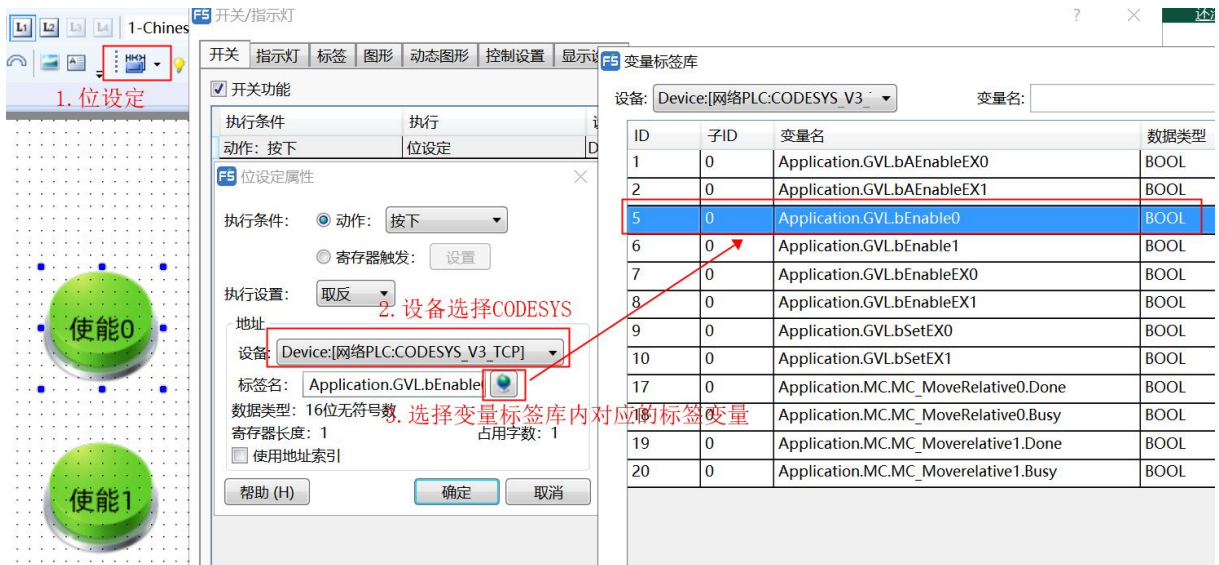 L1 L2 L3 L4 1-Chines
1.位设定
使能0
使能1
FS 开关/指示灯 ?
开关 指示灯 标签 图形 动态图形 控制设置
开关功能
执行条件 执行
动作：按下 位设定 D
FS 位设定属性
执行条件： 动作： 按下
寄存器触发： 设置
执行设置： 取反
2.设备选择CODESYS
地址
设备: Device:[网络PLC:CODESYS_V3_TCP]
标签名： Application.GVL.bEnable
3.选择变量标签库内对应的标签变量
数据类型：16位无符号数
寄存器长度：1 占用字数：1
使用地址索引
帮助 (H) 确定 取消
FS 变量标签库
设备: Device:[网络PLC:CODESYS_V3_ 变量名:
ID 子ID 变量名 数据类型
1 0 Application.GVL.bAEnableEX0 BOOL
2 0 Application.GVL.bAEnableEX1 BOOL
5 0 Application.GVL.bEnable0 BOOL
6 0 Application.GVL.bEnable1 BOOL
7 0 Application.GVL.bEnableEX0 BOOL
8 0 Application.GVL.bEnableEX1 BOOL
9 0 Application.GVL.bSetEX0 BOOL
10 0 Application.GVL.bSetEX1 BOOL
17 0 Application.MC.MC_MoveRelative0.Done BOOL
18 0 Application.MC.MC_MoveRelative0.Busy BOOL
19 0 Application.MC.MC_Moverelative1.Done BOOL
20 0 Application.MC.MC_Moverelative1.Busy BOOL